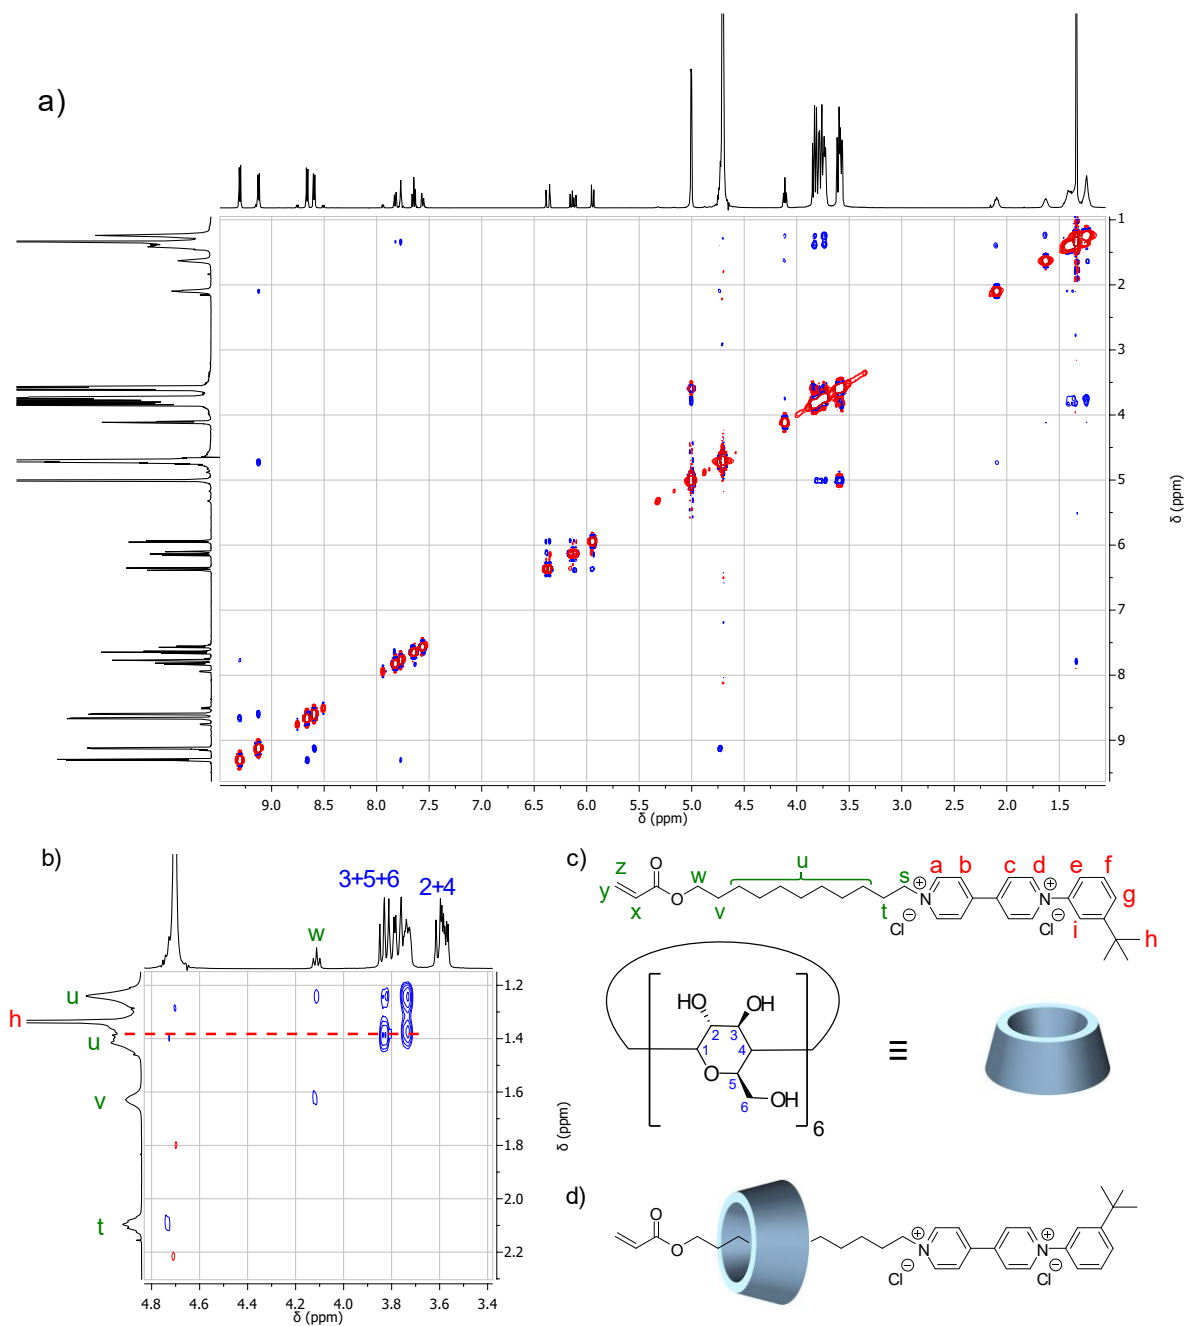 a)
1
2
3
4
5
6
7
8
9
δ (ppm)
9.0 8.5 8.0 7.5 7.0 6.5 6.0 5.5 5.0 4.5 4.0 3.5 3.0 2.5 2.0 1.5
δ (ppm)
b)
3+5+6
2+4
w
u
h
u
v
t
1.2
1.4
1.6
1.8
2.0
2.2
δ (ppm)
4.8 4.6 4.4 4.2 4.0 3.8 3.6 3.4
δ (ppm)
c)
z O w u s a b c d e f
y x O v t N + N + g
Cl ⊖ Cl ⊖ i h
HO OH
2 3
1 4
O 5
6 OH
6
≡
d)
O
O
N + N +
Cl ⊖ Cl ⊖